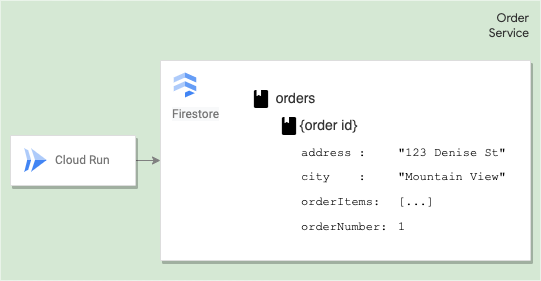 Order
Service
Firestore
orders
{order id}
address : "123 Denise St"
city : "Mountain View"
orderItems: [...]
orderNumber: 1
Cloud Run